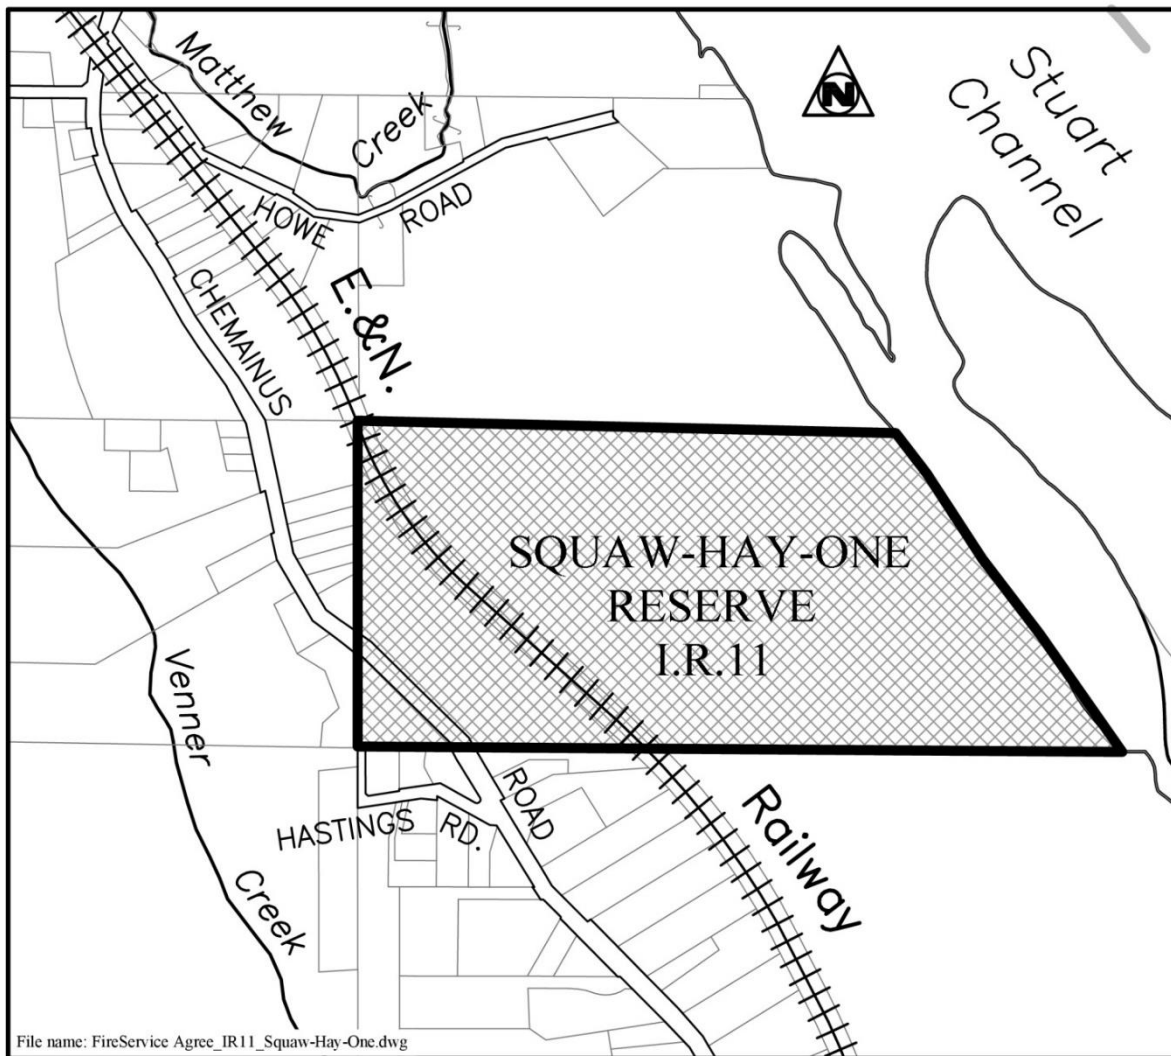 Matthew
Creek
N
Stuart
Channel
HOWE
ROAD
CHEMAINUS
E.&N.
SQUAW-HAY-ONE
RESERVE
I.R.11
Venner
Creek
HASTINGS RD.
ROAD
Railway
File name: FireService Agree_IR11_Squaw-Hay-One.dwg